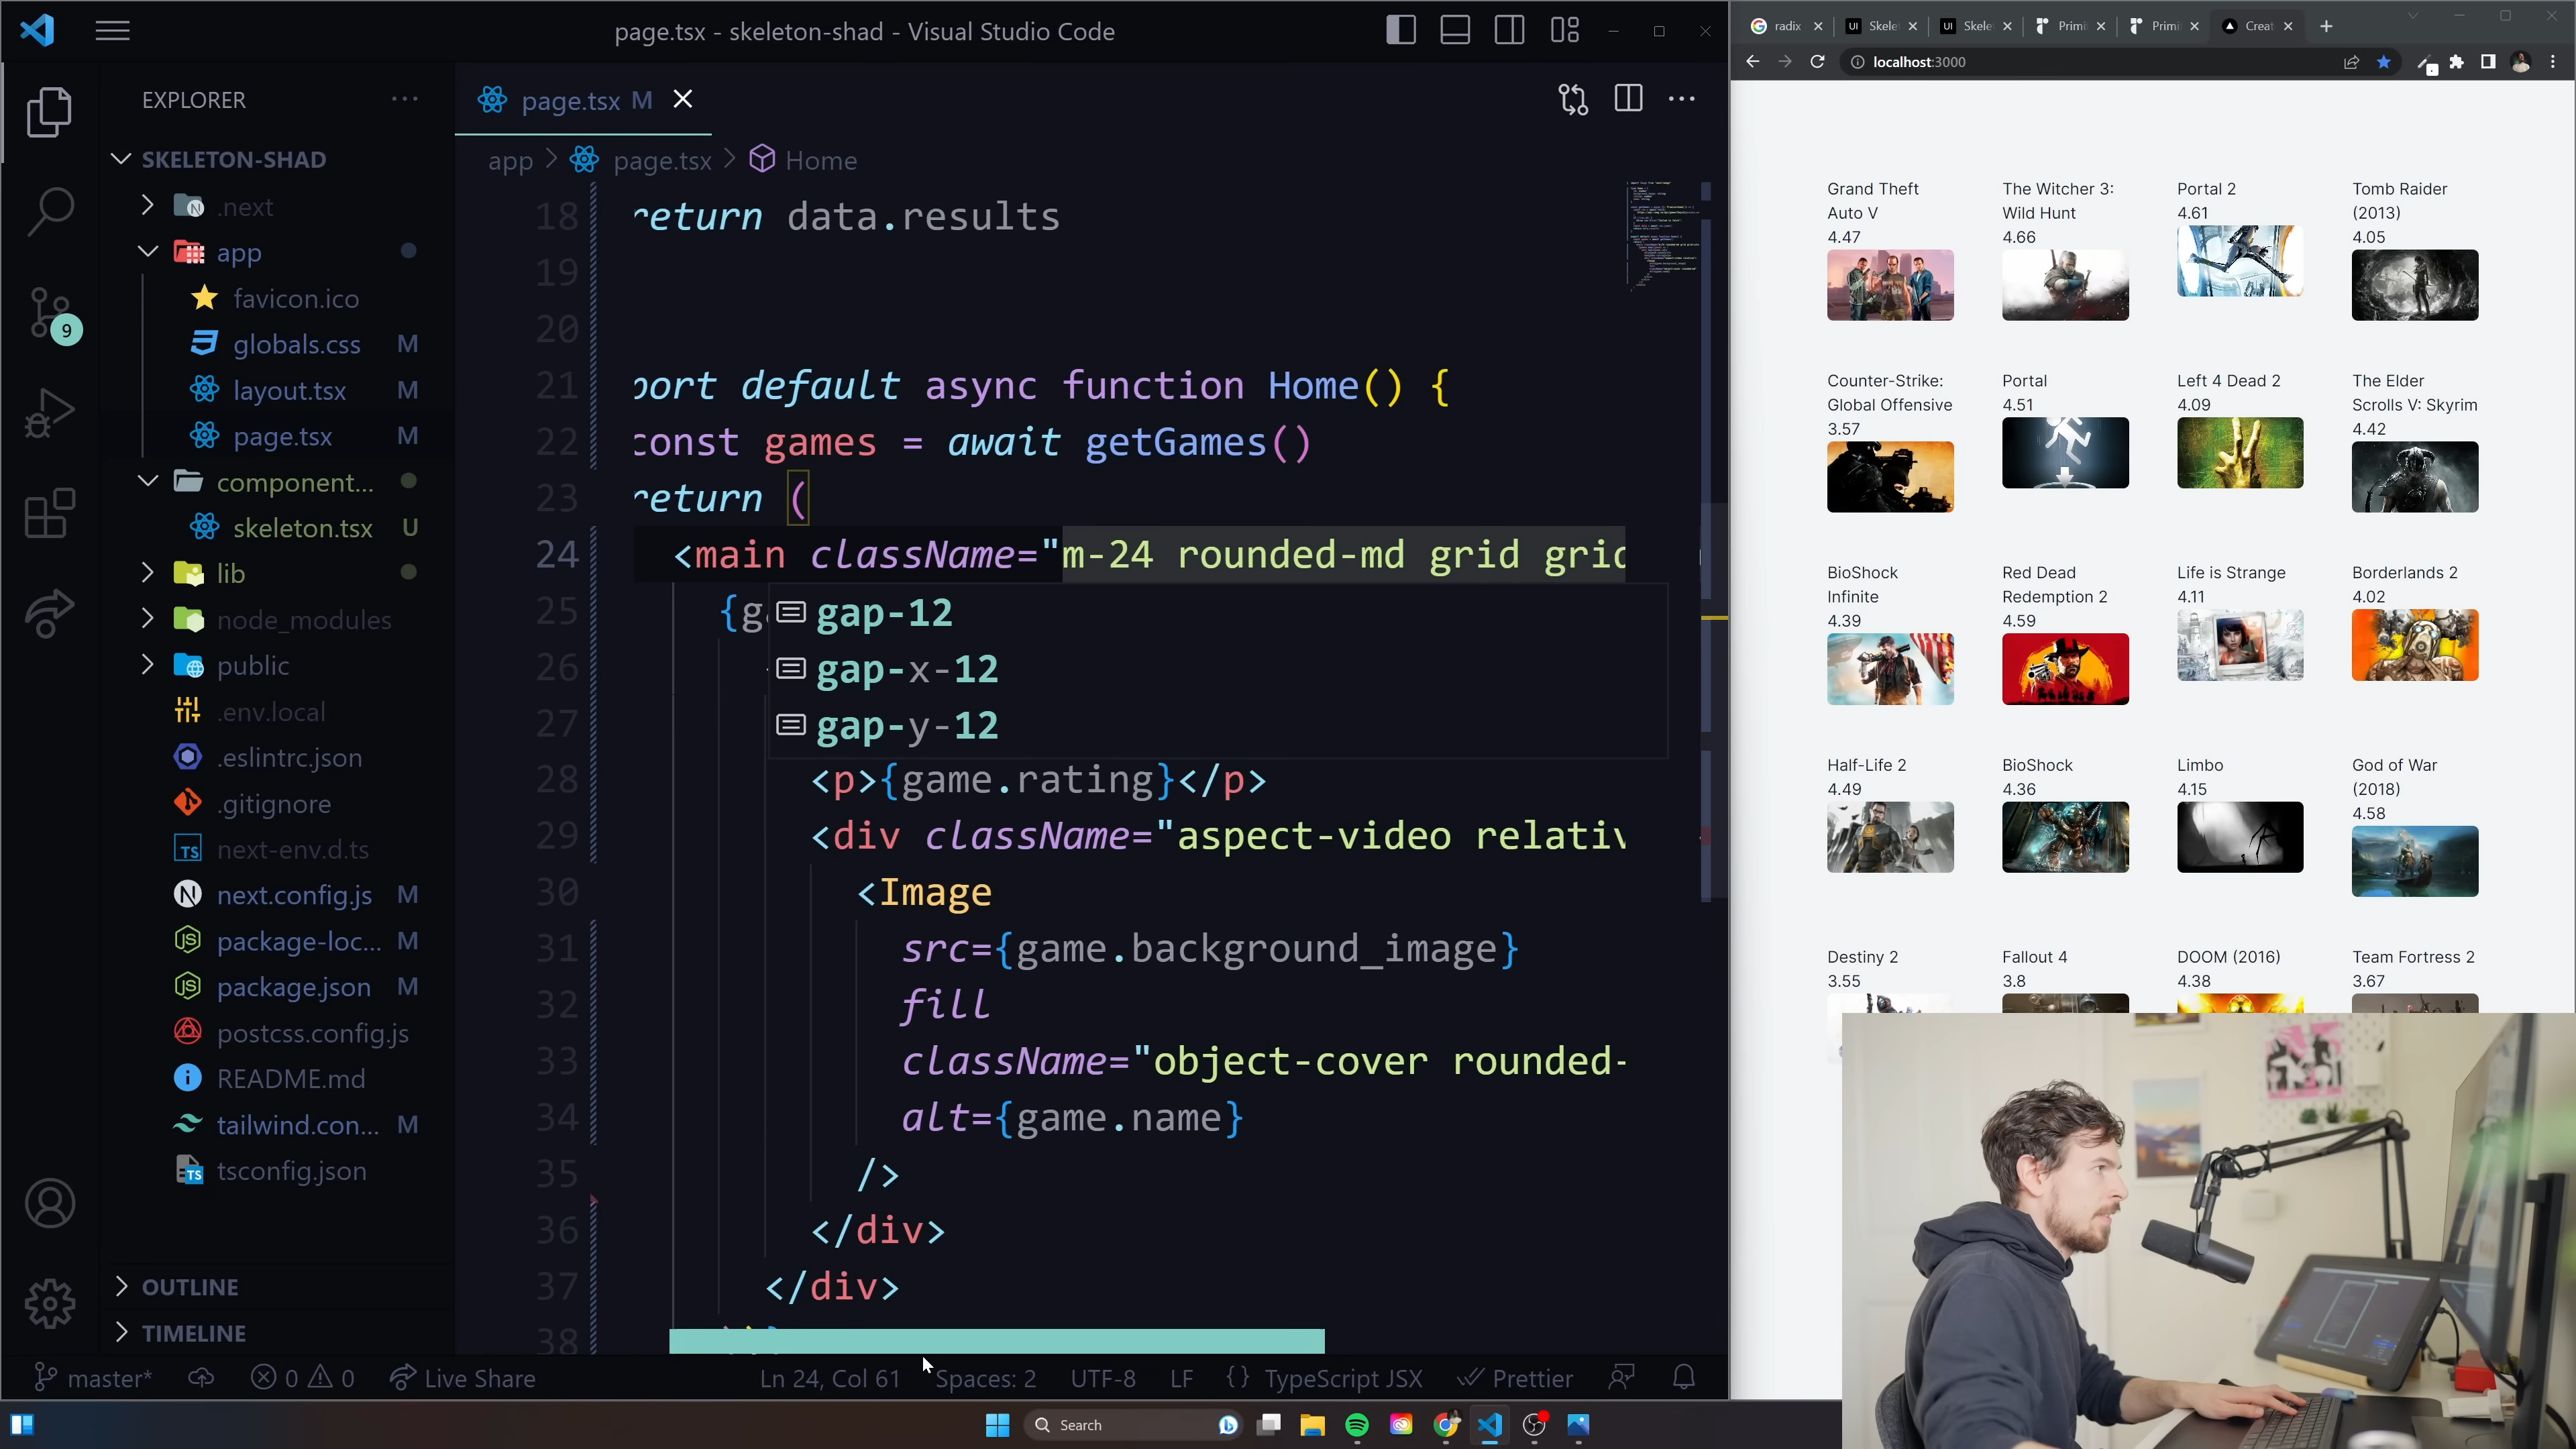 page.tsx - skeleton-shad - Visual Studio Code
EXPLORER
SKELETON-SHAD
.next
app
favicon.ico
globals.css M
layout.tsx M
page.tsx M
component...
skeleton.tsx U
lib
node_modules
public
.env.local
.eslintrc.json
.gitignore
next-env.d.ts
next.config.js M
package-loc... M
package.json M
postcss.config.js
README.md
tailwind.con... M
tsconfig.json
OUTLINE
TIMELINE
9
page.tsx M
app > page.tsx > Home
18 return data.results
19
20
21 port default async function Home() {
22 const games = await getGames()
23 return (
24 <main className="m-24 rounded-md grid grid
25 {ga
gap-12
26
gap-x-12
27
gap-y-12
28 <p>{game.rating}</p>
29 <div className="aspect-video relativ
30 <Image
31 src={game.background_image}
32 fill
33 className="object-cover rounded-
34 alt={game.name}
35 />
36 </div>
37 </div>
38
master* 0 0 Live Share
Ln 24, Col 61 Spaces: 2 UTF-8 LF {} TypeScript JSX Prettier
Search
radix Skele Skele Primi Primi Creat
localhost:3000
Grand Theft
Auto V
4.47
The Witcher 3:
Wild Hunt
4.66
Portal 2
4.61
Tomb Raider
(2013)
4.05
Counter-Strike:
Global Offensive
3.57
Portal
4.51
Left 4 Dead 2
4.09
The Elder
Scrolls V: Skyrim
4.42
BioShock
Infinite
4.39
Red Dead
Redemption 2
4.59
Life is Strange
4.11
Borderlands 2
4.02
Half-Life 2
4.49
BioShock
4.36
Limbo
4.15
God of War
(2018)
4.58
Destiny 2
3.55
Fallout 4
3.8
DOOM (2016)
4.38
Team Fortress 2
3.67